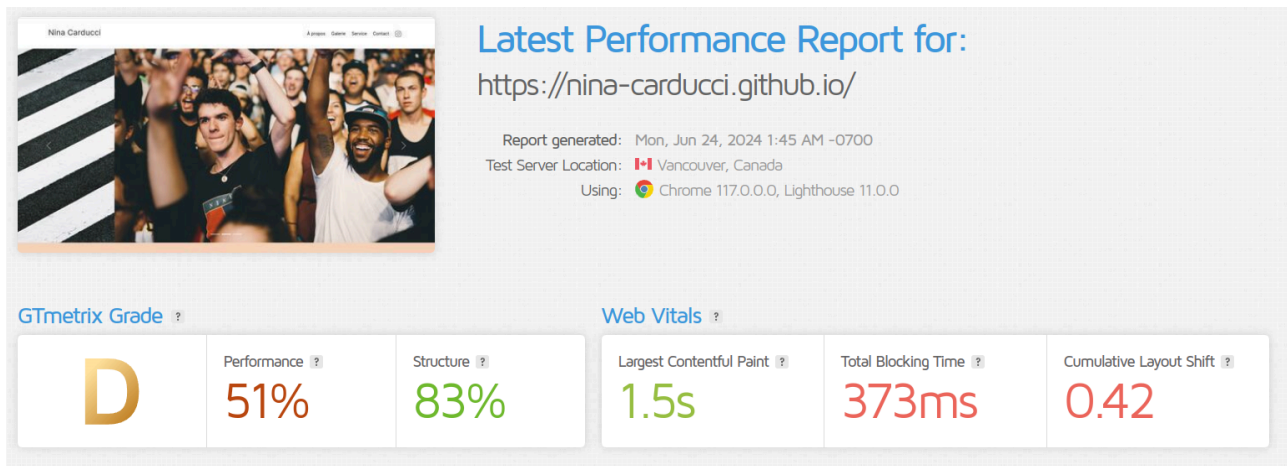 Nina Carducci
À propos Galerie Service Contact
Latest Performance Report for:
https://nina-carducci.github.io/
Report generated: Mon, Jun 24, 2024 1:45 AM -0700
Test Server Location: Vancouver, Canada
Using: Chrome 117.0.0.0, Lighthouse 11.0.0
GTmetrix Grade ?
Web Vitals ?
D
Performance ?
51%
Structure ?
83%
Largest Contentful Paint ?
1.5s
Total Blocking Time ?
373ms
Cumulative Layout Shift ?
0.42